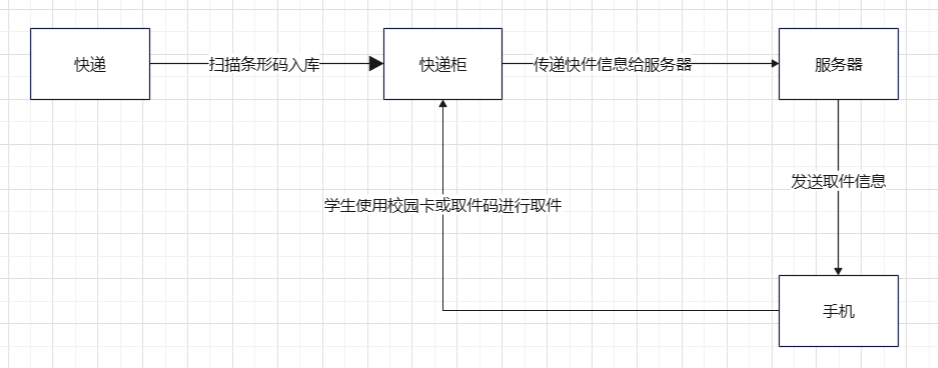 快递
扫描条形码入库
快递柜
传递快件信息给服务器
服务器
发送取件信息
学生使用校园卡或取件码进行取件
手机